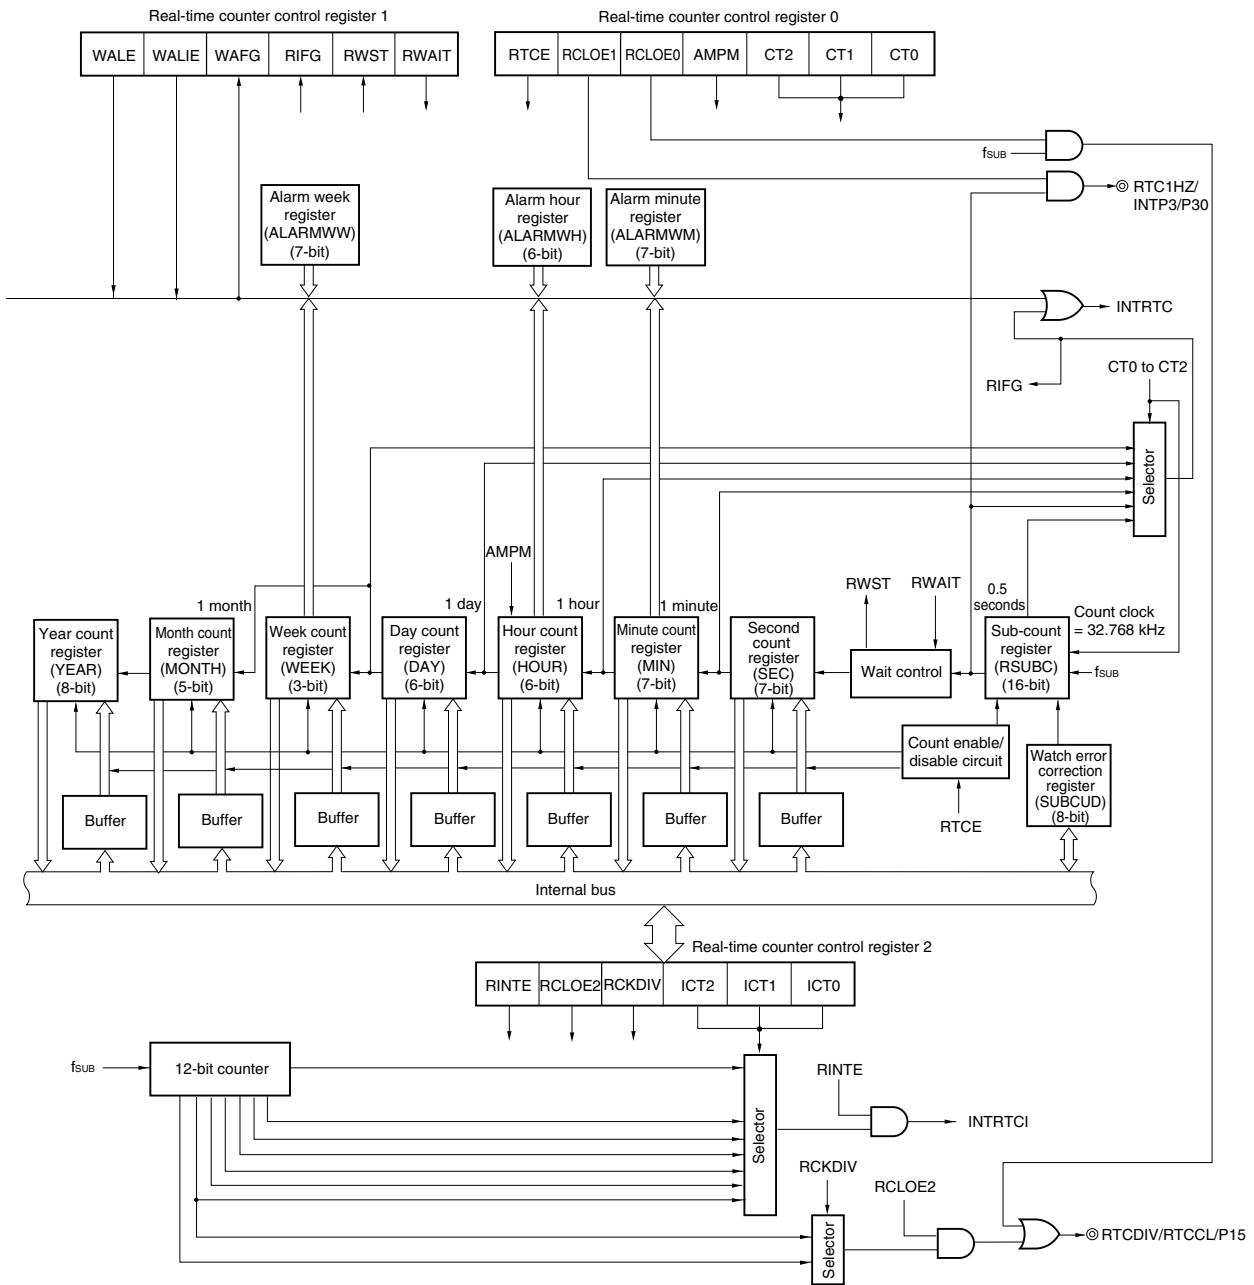 Real-time counter control register 1
Real-time counter control register 0
WALE WALIE WAFG RIFG RWST RWAIT
RTCE RCLOE1 RCLOE0 AMPM CT2 CT1 CT0
fSUB
RTC1HZ/
INTP3/P30
Alarm week
register
(ALARMWW)
(7-bit)
Alarm hour
register
(ALARMWH)
(6-bit)
Alarm minute
register
(ALARMWM)
(7-bit)
INTRTC
RIFG
CT0 to CT2
Selector
AMPM
RWST
RWAIT
0.5
seconds
Count clock
= 32.768 kHz
1 month
1 day
1 hour
1 minute
Year count
register
(YEAR)
(8-bit)
Month count
register
(MONTH)
(5-bit)
Week count
register
(WEEK)
(3-bit)
Day count
register
(DAY)
(6-bit)
Hour count
register
(HOUR)
(6-bit)
Minute count
register
(MIN)
(7-bit)
Second
count
register
(SEC)
(7-bit)
Wait control
Sub-count
register
(RSUBC)
(16-bit)
fSUB
Count enable/
disable circuit
RTCE
Watch error
correction
register
(SUBCUD)
(8-bit)
Buffer
Buffer
Buffer
Buffer
Buffer
Buffer
Buffer
Internal bus
Real-time counter control register 2
RINTE RCLOE2 RCKDIV ICT2 ICT1 ICT0
fSUB
12-bit counter
Selector
RINTE
INTRTCI
RCKDIV
RCLOE2
Selector
RTCDIV/RTCCL/P15